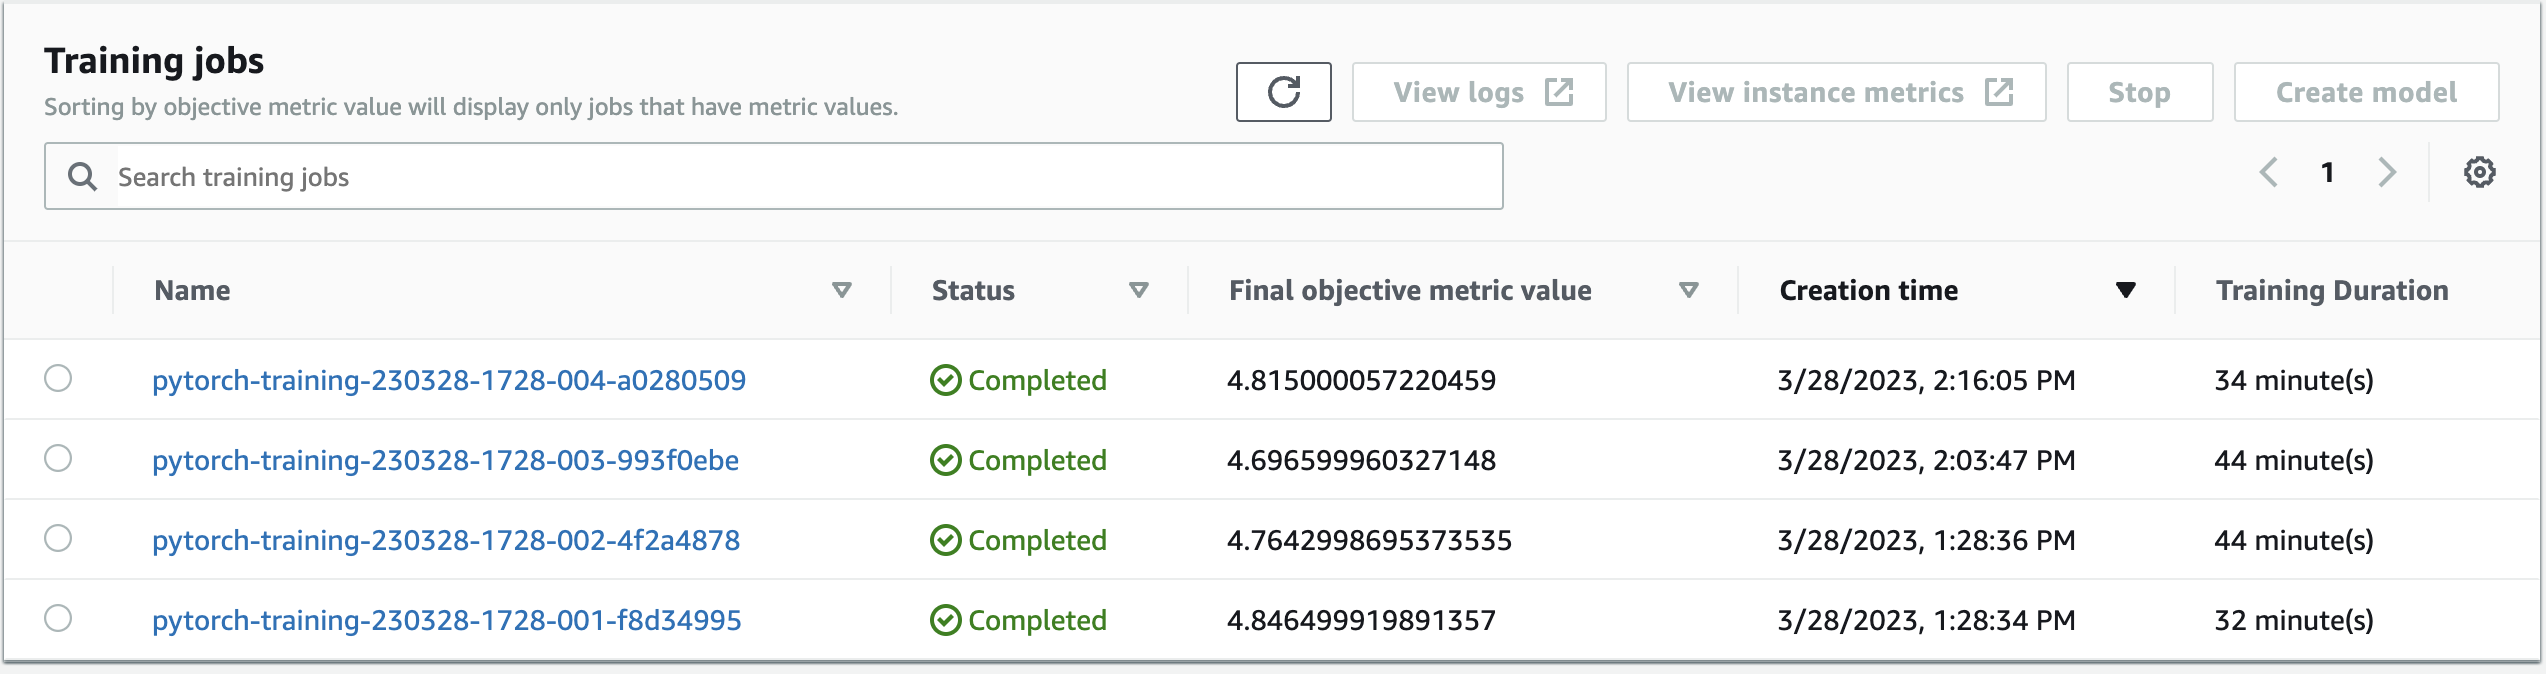 Training jobs
Sorting by objective metric value will display only jobs that have metric values.
View logs View instance metrics Stop Create model
Search training jobs
1
Name Status Final objective metric value Creation time Training Duration
pytorch-training-230328-1728-004-a0280509 Completed 4.815000057220459 3/28/2023, 2:16:05 PM 34 minute(s)
pytorch-training-230328-1728-003-993f0ebe Completed 4.696599960327148 3/28/2023, 2:03:47 PM 44 minute(s)
pytorch-training-230328-1728-002-4f2a4878 Completed 4.7642998695373535 3/28/2023, 1:28:36 PM 44 minute(s)
pytorch-training-230328-1728-001-f8d34995 Completed 4.846499919891357 3/28/2023, 1:28:34 PM 32 minute(s)